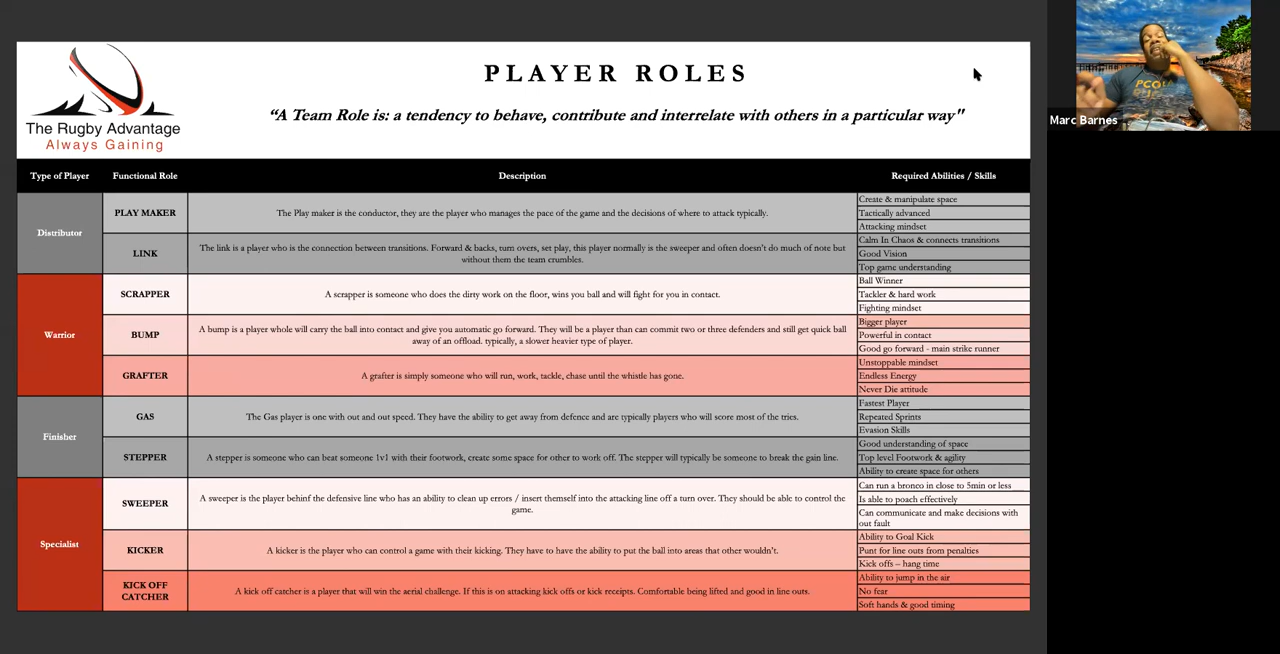 The Rugby Advantage
Always Gaining
PLAYER ROLES
“A Team Role is: a tendency to behave, contribute and interrelate with others in a particular way"
Marc Barnes
Type of Player Functional Role Description Required Abilities / Skills
Distributor
PLAY MAKER
The Play maker is the conductor, they are the player who manages the pace of the game and the decisions of where to attack typically.
Create & manipulate space
Tactically advanced
Attacking mindset
LINK
The link is a player who is the connection between transitions. Forward & backs, turn overs, set play, this player normally is the sweeper and often doesn't do much of note but
without them the team crumbles.
Calm In Chaos & connects transitions
Good Vision
Top game understanding
Warrior
SCRAPPER
A scrapper is someone who does the dirty work on the floor, wins you ball and will fight for you in contact.
Ball Winner
Tackler & hard work
Fighting mindset
BUMP
A bump is a player whole will carry the ball into contact and give you automatic go forward. They will be a player than can commit two or three defenders and still get quick ball
away of an offload. typically, a slower heavier type of player.
Bigger player
Powerful in contact
Good go forward - main strike runner
GRAFTER
A grafter is simply someone who will run, work, tackle, chase until the whistle has gone.
Unstoppable mindset
Endless Energy
Never Die attitude
Finisher
GAS
The Gas player is one with out and out speed. They have the ability to get away from defence and are typically players who will score most of the tries.
Fastest Player
Repeated Sprints
Evasion Skills
STEPPER
A stepper is someone who can beat someone 1v1 with their footwork, create some space for other to work off. The stepper will typically be someone to break the gain line.
Good understanding of space
Top level Footwork & agility
Ability to create space for others
Specialist
SWEEPER
A sweeper is the player behinf the defensive line who has an ability to clean up errors / insert themself into the attacking line off a turn over. They should be able to control the
game.
Can run a bronco in close to 5min or less
Is able to poach effectively
Can communicate and make decisions with
out fault
KICKER
A kicker is the player who can control a game with their kicking. They have to have the ability to put the ball into areas that other wouldn't.
Ability to Goal Kick
Punt for line outs from penalties
Kick offs – hang time
KICK OFF
CATCHER
A kick off catcher is a player that will win the aerial challenge. If this is on attacking kick offs or kick receipts. Comfortable being lifted and good in line outs.
Ability to jump in the air
No fear
Soft hands & good timing